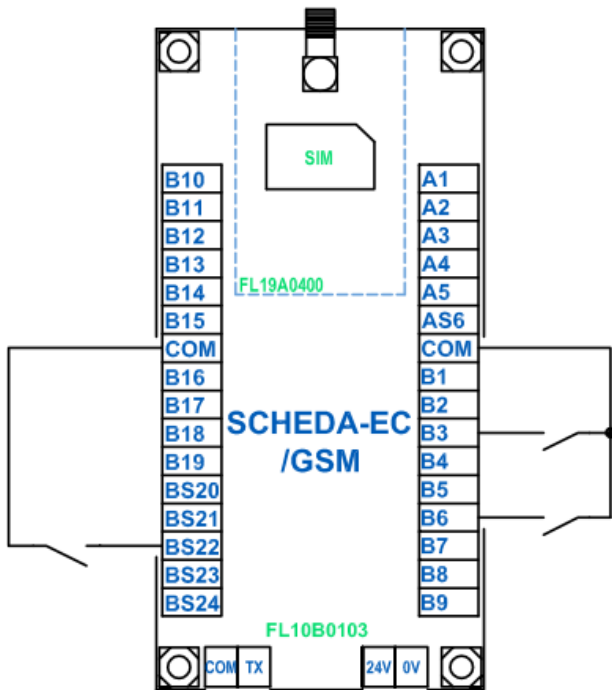 SIM
B10
B11
B12
B13
B14
B15
COM
B16
B17
B18
B19
BS20
BS21
BS22
BS23
BS24
FL19A0400
SCHEDA-EC
/GSM
A1
A2
A3
A4
A5
AS6
COM
B1
B2
B3
B4
B5
B6
B7
B8
B9
FL10B0103
COM TX 24V 0V